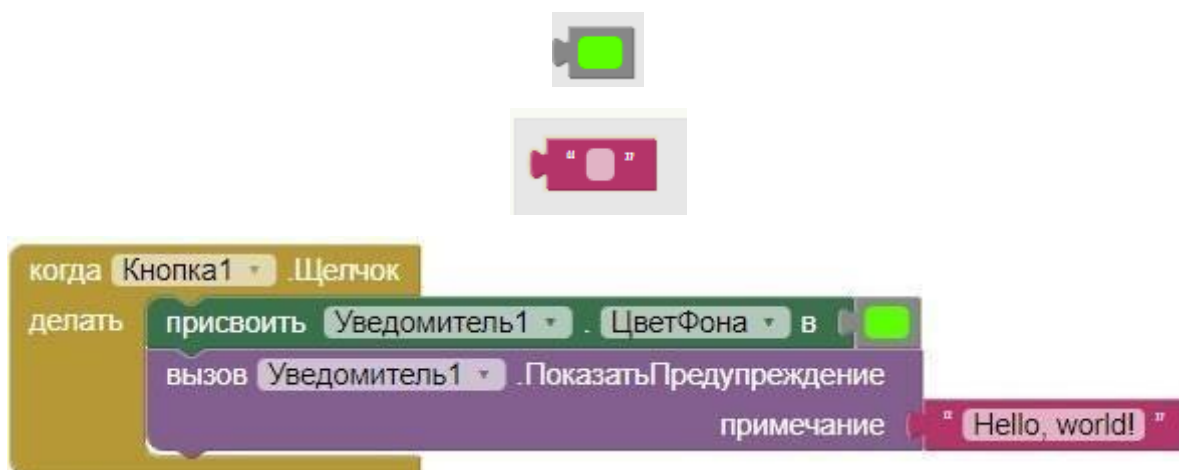 “ ”
когда Кнопка1 .Щелчок
делать присвоить Уведомитель1 . ЦветФона в
вызов Уведомитель1 .ПоказатьПредупреждение
примечание “ Hello, world! ”